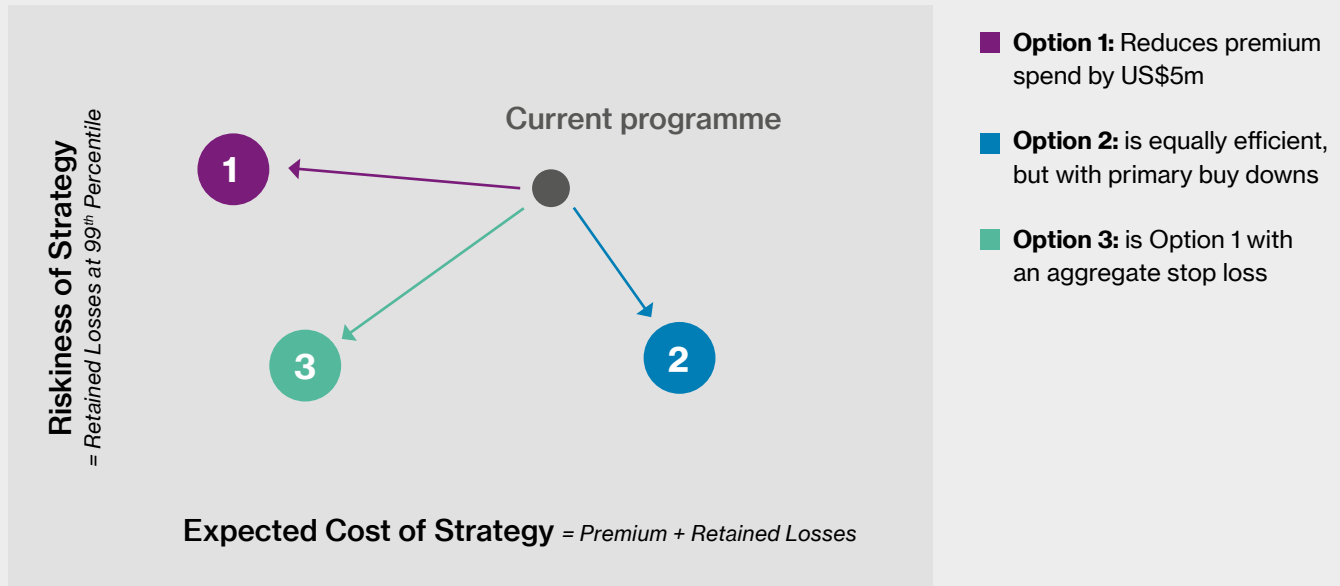 Current programme
1
2
3
Riskiness of Strategy
= Retained Losses at 99th Percentile
Expected Cost of Strategy = Premium + Retained Losses
Option 1: Reduces premium
spend by US$5m
Option 2: is equally efficient,
but with primary buy downs
Option 3: is Option 1 with
an aggregate stop loss